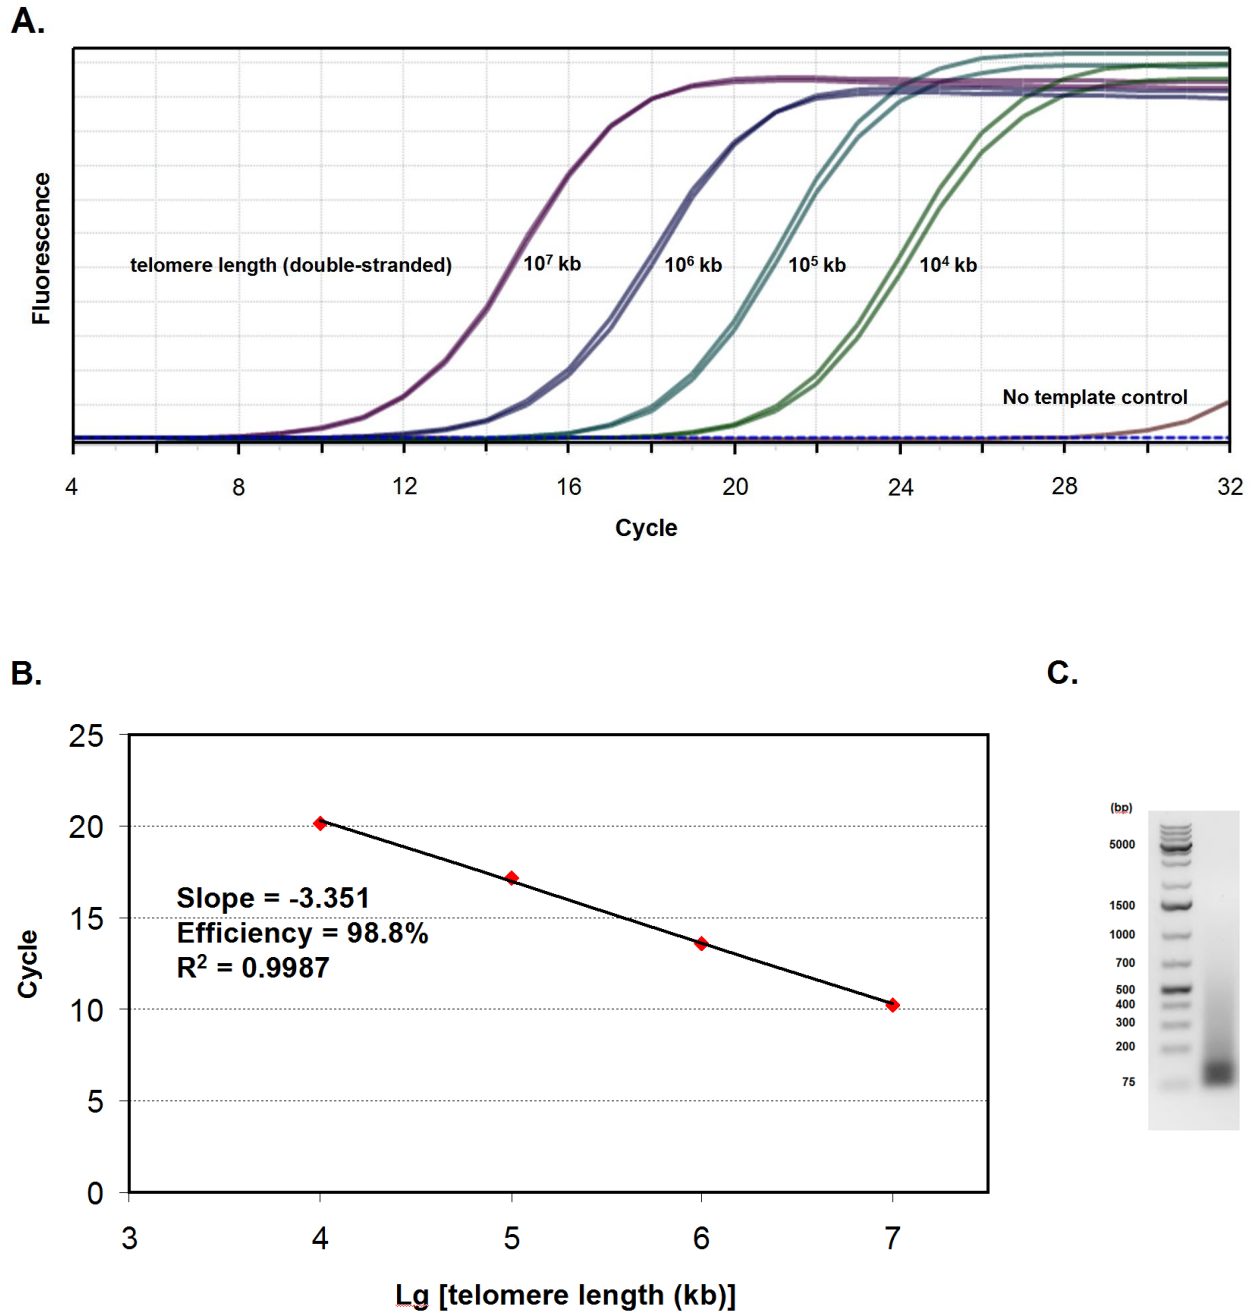 A.
Fluorescence
telomere length (double-stranded)
10⁷ kb
10⁶ kb
10⁵ kb
10⁴ kb
No template control
4 8 12 16 20 24 28 32
Cycle
B.
C.
25
20
15
10
5
0
Cycle
Slope = -3.351
Efficiency = 98.8%
R² = 0.9987
3 4 5 6 7
Lg [telomere length (kb)]
(bp)
5000
1500
1000
700
500
400
300
200
75